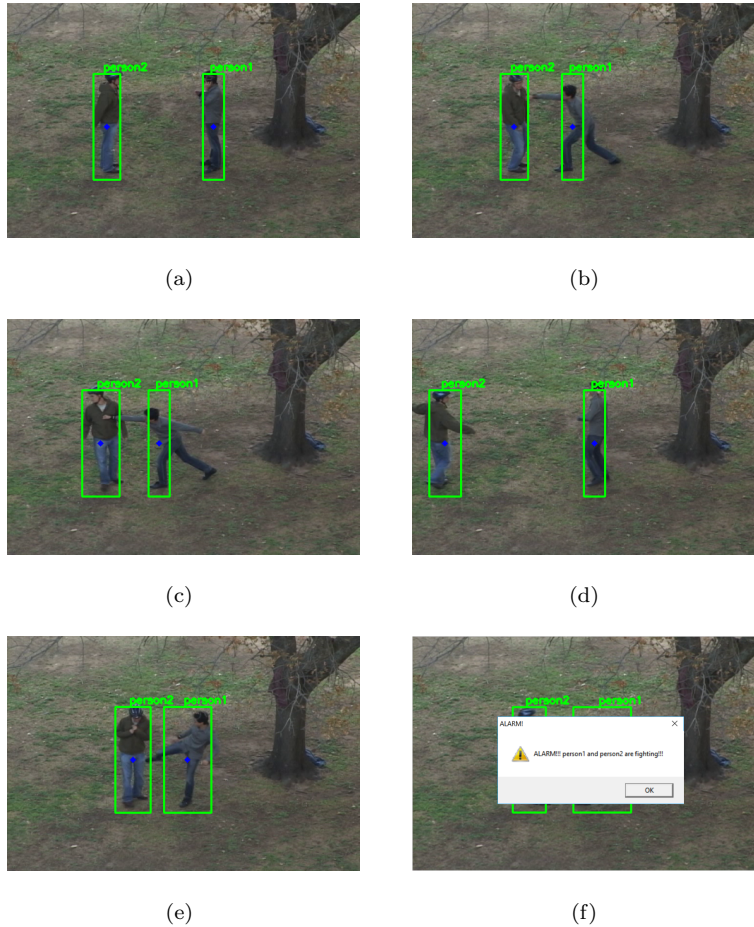 person2 person1
person2 person1
(a)
(b)
person2 person1
person2 person1
(c)
(d)
person2 person1
person2 person1
ALARM!
ALARM!!! person1 and person2 are fighting!!!
OK
(e)
(f)